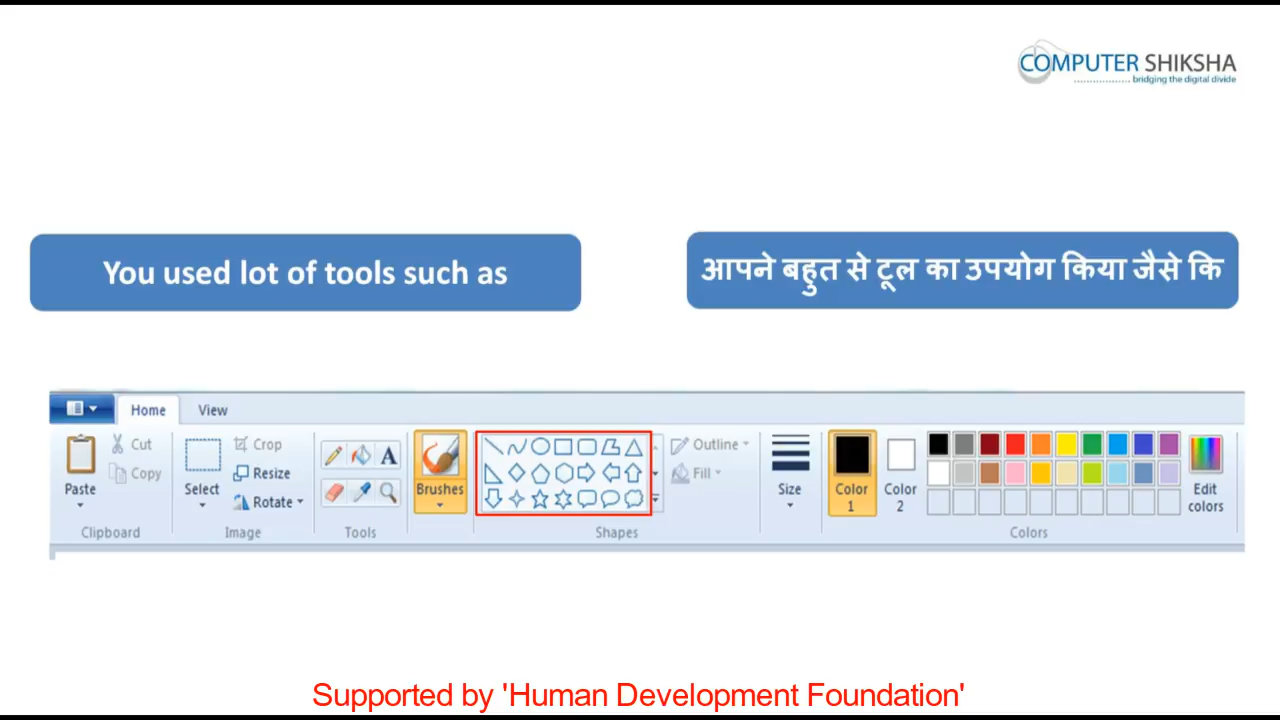 COMPUTER SHIKSHA
bridging the digital divide
You used lot of tools such as
आपने बहुत से टूल का उपयोग किया जैसे कि
Home View
Paste
Cut
Copy
Clipboard
Select
Crop
Resize
Rotate
Image
A
Tools
Brushes
Shapes
Outline
Fill
Size
Color
1
Color
2
Colors
Edit
colors
Supported by 'Human Development Foundation'